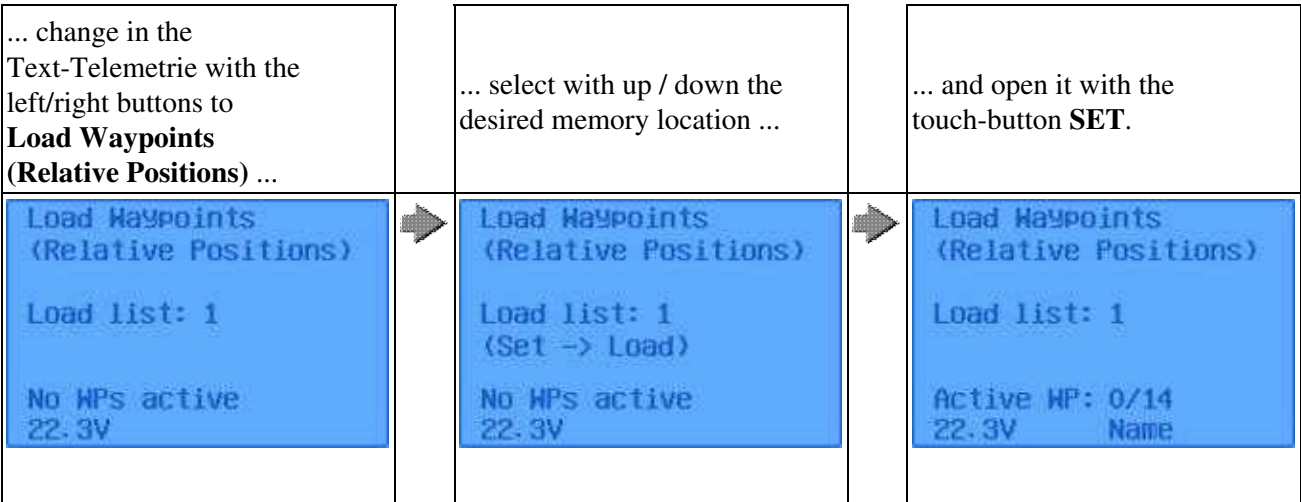 ... change in the
Text-Telemetrie with the
left/right buttons to
Load Waypoints
(Relative Positions) ...
... select with up / down the
desired memory location ...
... and open it with the
touch-button SET.
Load Waypoints
(Relative Positions)
Load list: 1
No WPs active
22.3V
Load Waypoints
(Relative Positions)
Load list: 1
(Set -> Load)
No WPs active
22.3V
Load Waypoints
(Relative Positions)
Load list: 1
Active WP: 0/14
22.3V Name